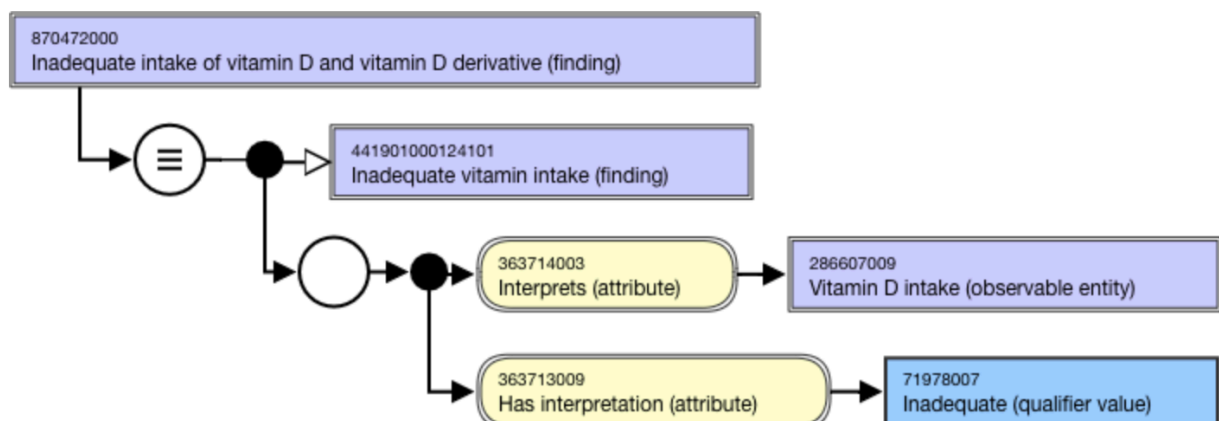 870472000
Inadequate intake of vitamin D and vitamin D derivative (finding)
441901000124101
Inadequate vitamin intake (finding)
363714003
Interprets (attribute)
286607009
Vitamin D intake (observable entity)
363713009
Has interpretation (attribute)
71978007
Inadequate (qualifier value)